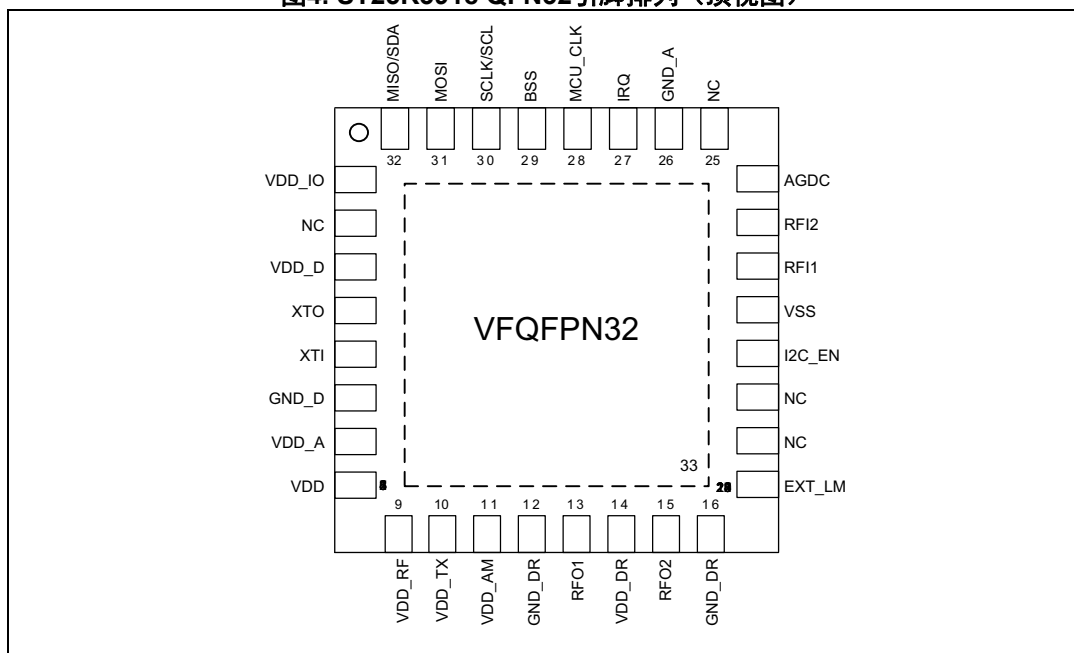 MISO/SDA
MOSI
SCLK/SCL
BSS
MCU_CLK
IRQ
GND_A
NC
32
31
30
29
28
27
26
25
VDD_IO
AGDC
NC
RFI2
VDD_D
RFI1
XTO
VSS
VFQFPN32
XTI
I2C_EN
GND_D
NC
VDD_A
NC
33
VDD
EXT_LM
9
10
11
12
13
14
15
16
VDD_RF
VDD_TX
VDD_AM
GND_DR
RFO1
VDD_DR
RFO2
GND_DR